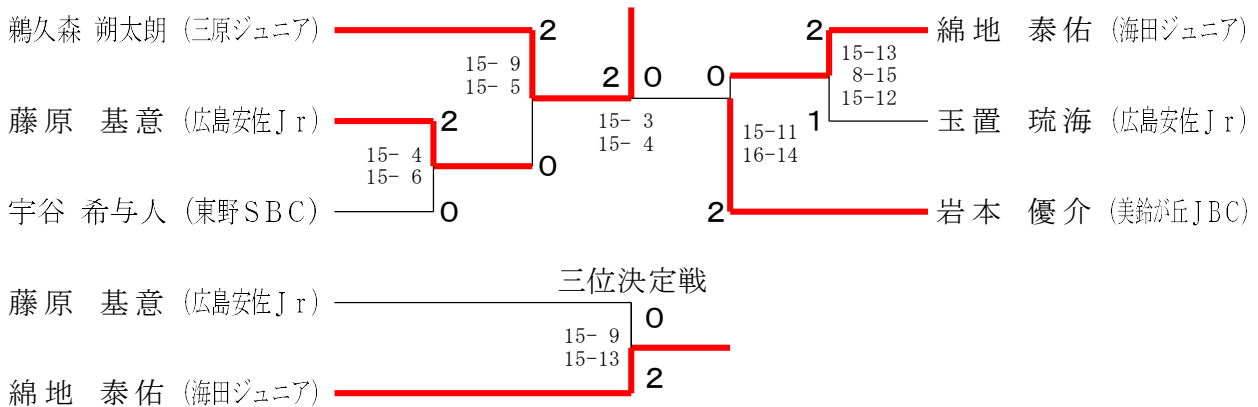 鵜久森 朔太朗 (三原ジュニア)
2
15- 9
15- 5
藤原 基意 (広島安佐Jr)
2
15- 4
15- 6
0
宇谷 希与人 (東野SBC)
0
2 0
15- 3
15- 4
0
2
綿地 泰佑 (海田ジュニア)
15-13
8-15
15-12
1
玉置 琉海 (広島安佐Jr)
15-11
16-14
2
岩本 優介 (美鈴が丘JBC)
三位決定戦
藤原 基意 (広島安佐Jr)
0
15- 9
15-13
2
綿地 泰佑 (海田ジュニア)